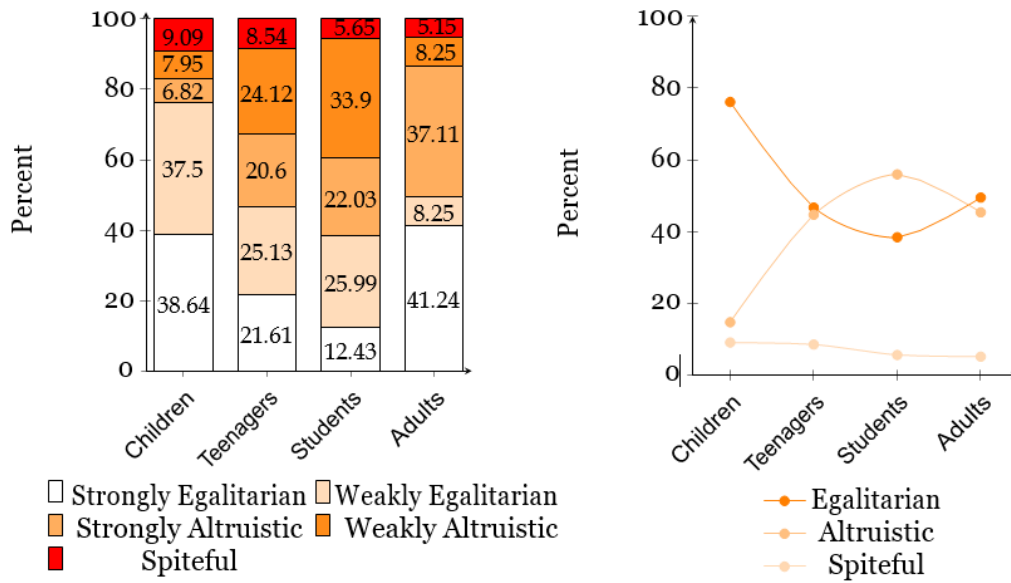 100
80
60
40
20
0
Percent
9.09
7.95
6.82
37.5
38.64
8.54
24.12
20.6
25.13
21.61
5.65
33.9
22.03
25.99
12.43
5.15
8.25
37.11
8.25
41.24
Children
Teenagers
Students
Adults
Strongly Egalitarian Weakly Egalitarian
Strongly Altruistic Weakly Altruistic
Spiteful
100
80
60
40
20
0
Percent
Children
Teenagers
Students
Adults
Egalitarian
Altruistic
Spiteful